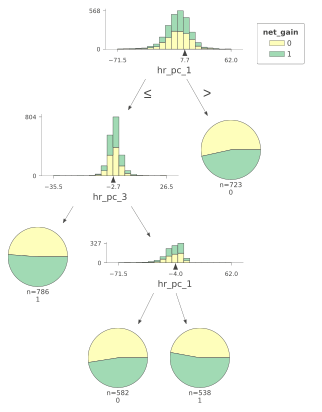 568
0
−71.5 7.7 62.0
hr_pc_1
net_gain
0
1
≤ >
804
0
−35.5 −2.7 26.5
hr_pc_3
n=723
0
n=786
1
327
0
−71.5 −4.0 62.0
hr_pc_1
n=582
0
n=538
1